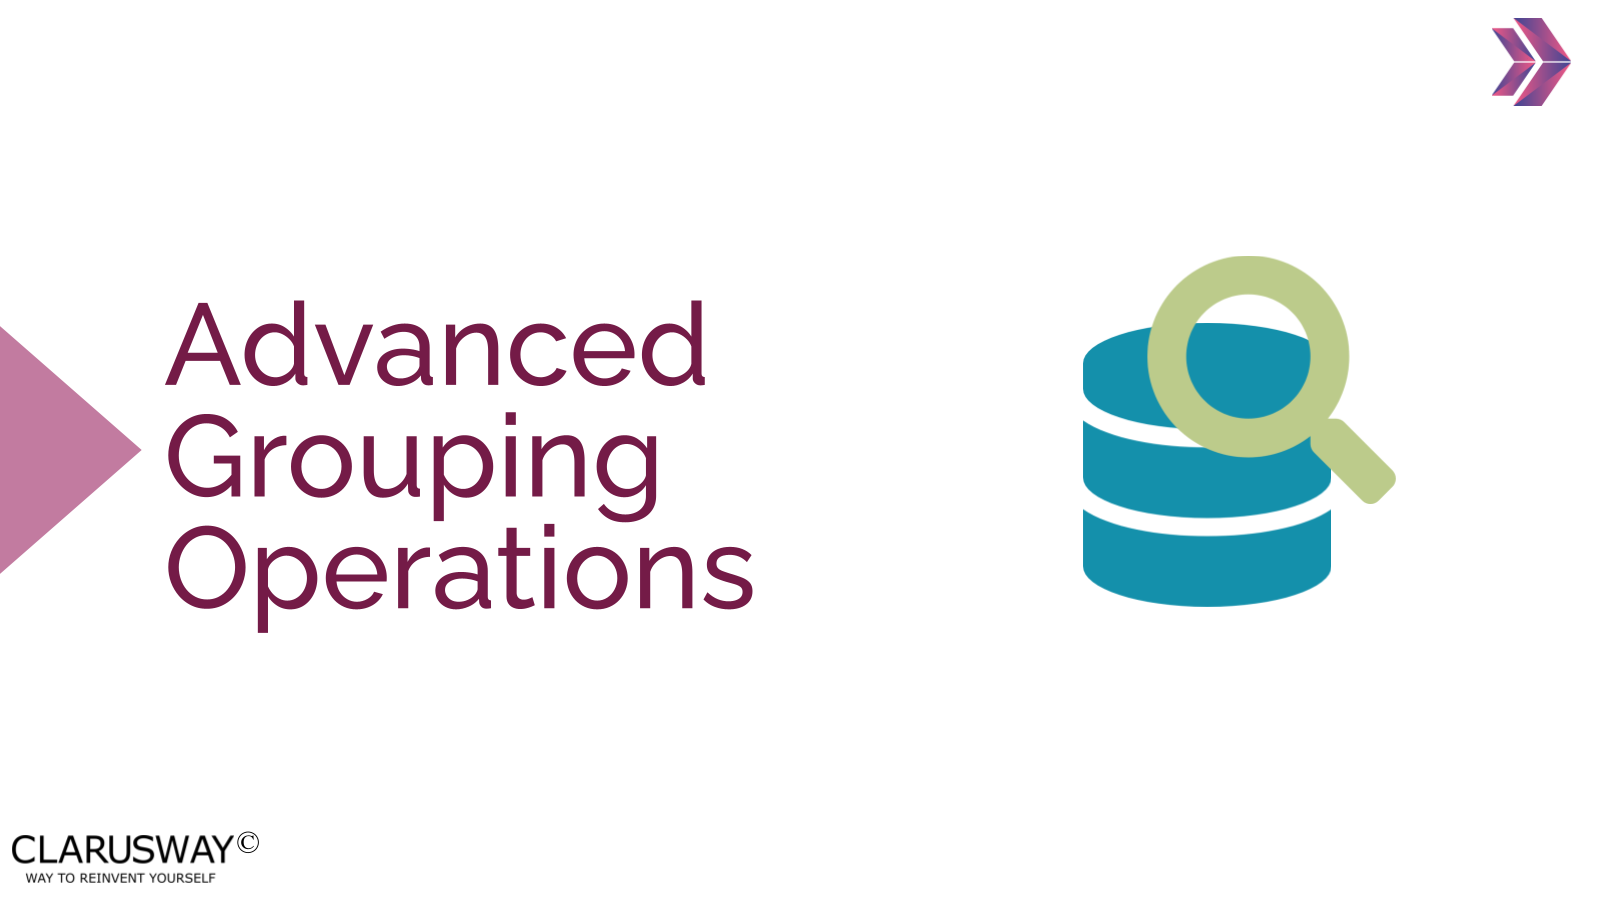 Advanced
Grouping
Operations
CLARUSWAY©
WAY TO REINVENT YOURSELF